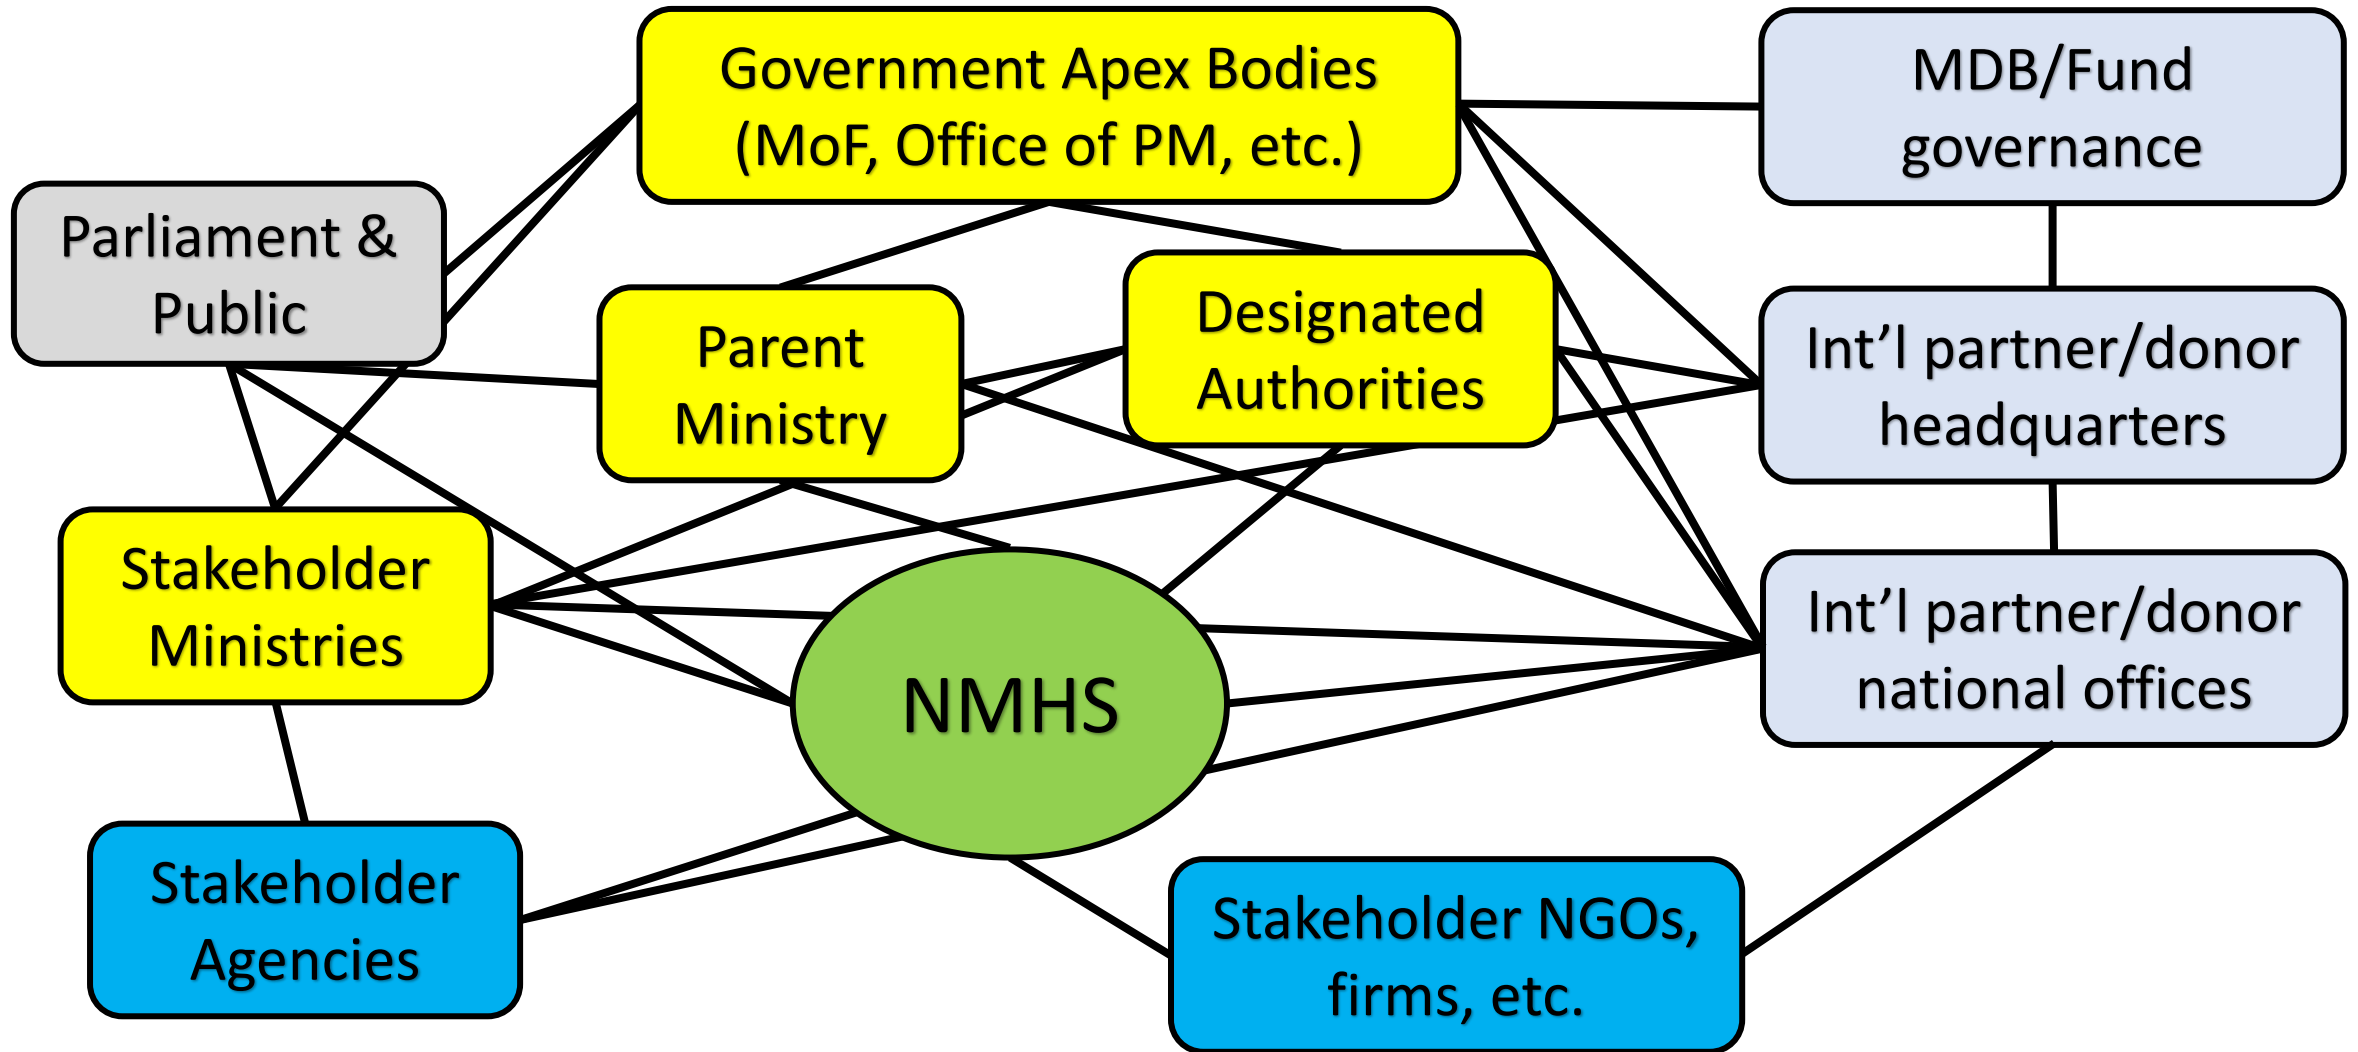 Government Apex Bodies
(MoF, Office of PM, etc.)
MDB/Fund
governance
Parliament &
Public
Parent
Ministry
Designated
Authorities
Int’l partner/donor
headquarters
Stakeholder
Ministries
NMHS
Int’l partner/donor
national offices
Stakeholder
Agencies
Stakeholder NGOs,
firms, etc.